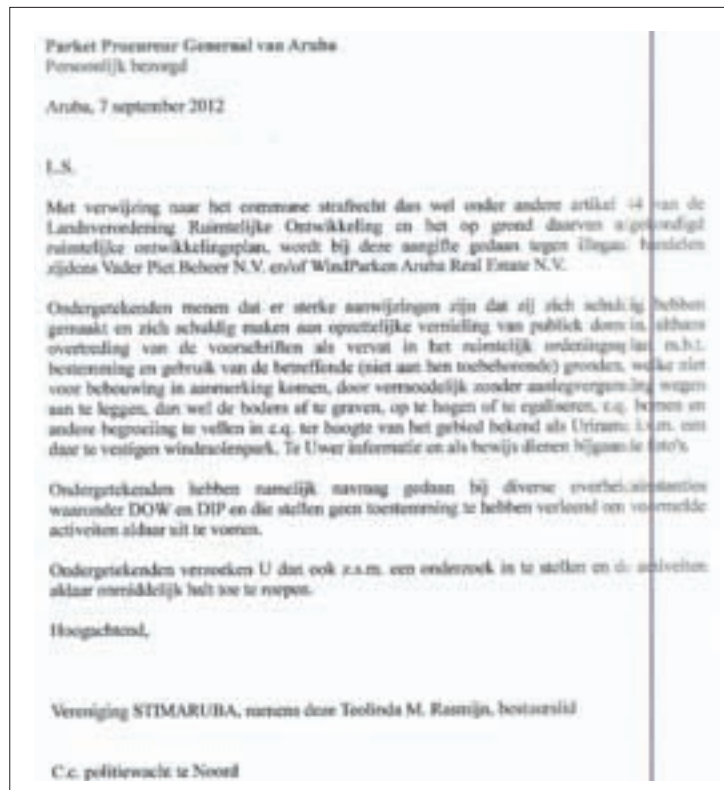 Parket Procureur Generaal van Aruba
Persoonlijk bezorgd
Aruba, 7 september 2012
L.S.
Met verwijzing naar het commune strafrecht dan wel onder andere artikel 44 van de
Landsverordening Ruimtelijke Ontwikkeling en het op grond daarvan afgekondigd
ruimtelijke ontwikkelingsplan, wordt bij deze aangifte gedaan tegen illegaal handelen
zijdens Vader Piet Beheer N.V. en/of WindParken Aruba Real Estate N.V.
Ondergetekenden menen dat er sterke aanwijzingen zijn dat zij zich schuldig hebben
gemaakt en zich schuldig maken aan opzettelijke vernieling van publiek domein, althans
overtreding van de voorschriften als vervat in het ruimtelijk ordeningsplan m.b.t.
bestemming en gebruik van de betreffende (niet aan hen toebehorende) gronden, welke niet
voor bebouwing in aanmerking komen, door vermoedelijk zonder aanlegvergunning wegen
aan te leggen, dan wel de bodem af te graven, op te hogen of te egaliseren, c.q. bomen en
andere begroeiing te vellen in c.q. ter hoogte van het gebied bekend als Urirama i.v.m. een
daar te vestigen windmolenpark. Te Uwer informatie en als bewijs dienen bijgaande foto's.
Ondergetekenden hebben namelijk navraag gedaan bij diverse overheidsinstanties
waaronder DOW en DIP en die stellen geen toestemming te hebben verleend om voormelde
activeiten aldaar uit te voeren.
Ondergetekenden verzoeken U dan ook z.s.m. een onderzoek in te stellen en de activeiten
aldaar onmiddelijk halt toe te roepen.
Hoogachtend,
Vereniging STIMARUBA, namens deze Teolinda M. Rasmijn, bestuurslid
C.c. politiewacht te Noord